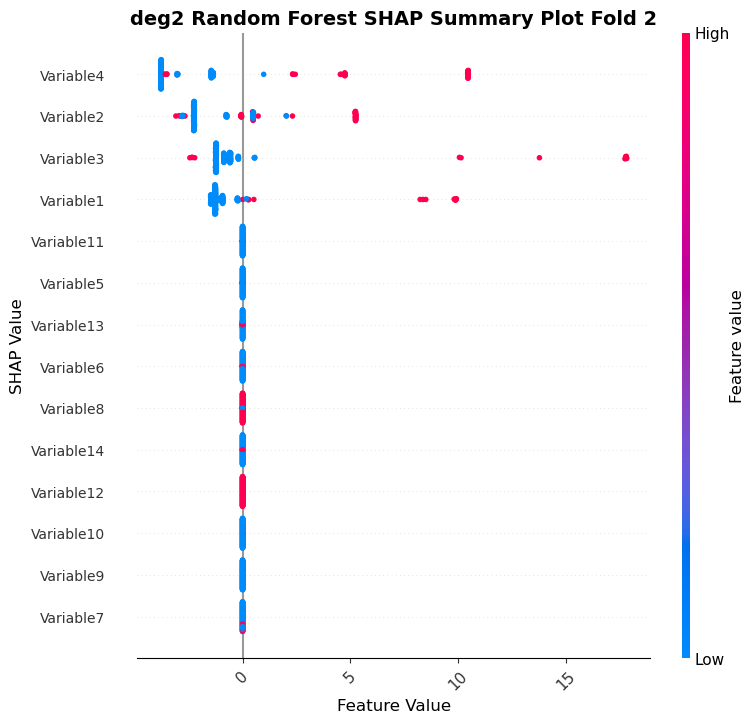 deg2 Random Forest SHAP Summary Plot Fold 2
High
Variable4
Variable2
Variable3
Variable1
Variable11
Variable5
Variable13
Variable6
Variable8
Variable14
Variable12
Variable10
Variable9
Variable7
SHAP Value
Feature value
Low
0
5
10
15
Feature Value